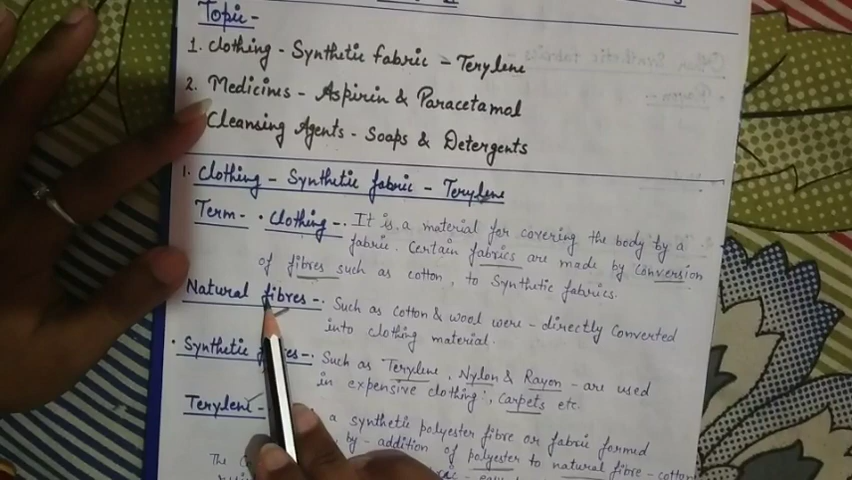 Topic -
1. Clothing - Synthetic fabric - Terylene
2. Medicines - Aspirin & Paracetamol
Cleansing Agents - Soaps & Detergents
1. Clothing - Synthetic fabric - Terylene
Term - • Clothing - • It is a material for covering the body by a
fabric. Certain fabrics are made by conversion
of fibres such as cotton, to Synthetic fabrics.
Natural fibres - • Such as cotton & wool were - directly converted
into clothing material.
• Synthetic - • Such as Terylene, Nylon & Rayon - are used
in expensive clothing, carpets etc.
Terylene - a synthetic polyester fibre or fabric formed
by - addition of polyester to natural fibre - cotton
The